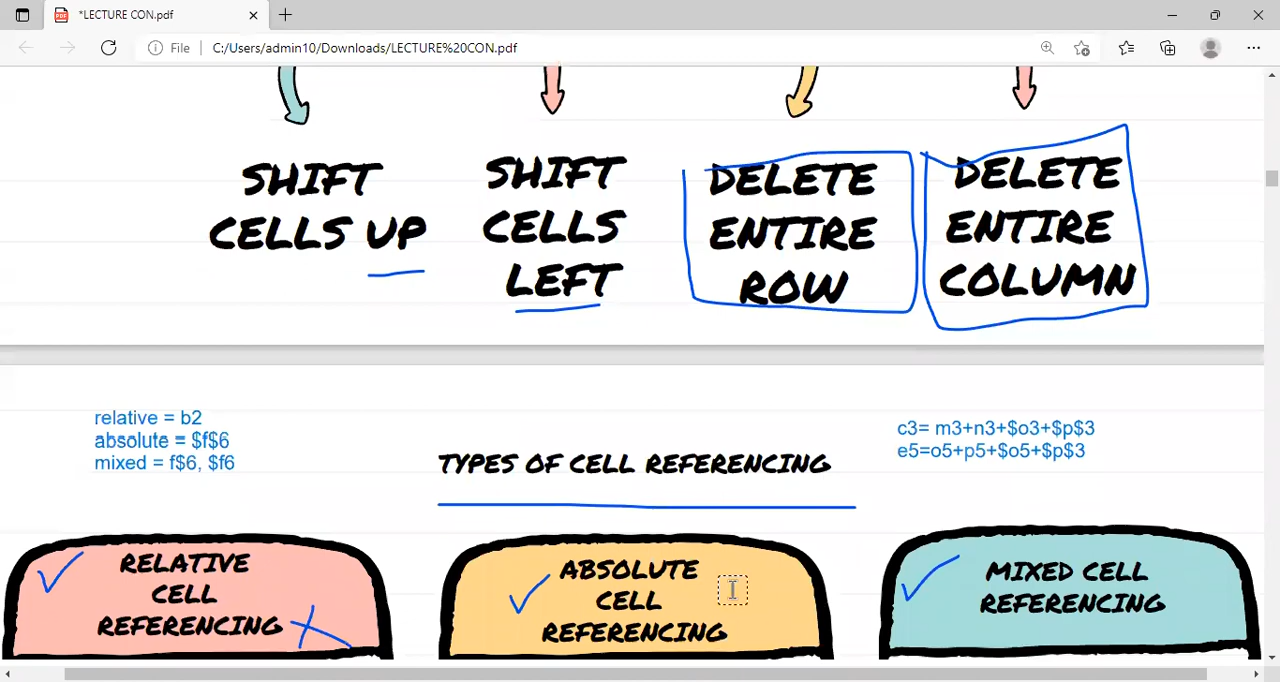 *LECTURE CON.pdf
File
C:/Users/admin10/Downloads/LECTURE%20CON.pdf
SHIFT
CELLS UP
SHIFT
CELLS
LEFT
DELETE
ENTIRE
ROW
DELETE
ENTIRE
COLUMN
relative = b2
absolute = $f$6
mixed = f$6, $f6
TYPES OF CELL REFERENCING
c3= m3+n3+$o3+$p$3
e5=o5+p5+$o5+$p$3
RELATIVE
CELL
REFERENCING
ABSOLUTE
CELL
REFERENCING
MIXED CELL
REFERENCING